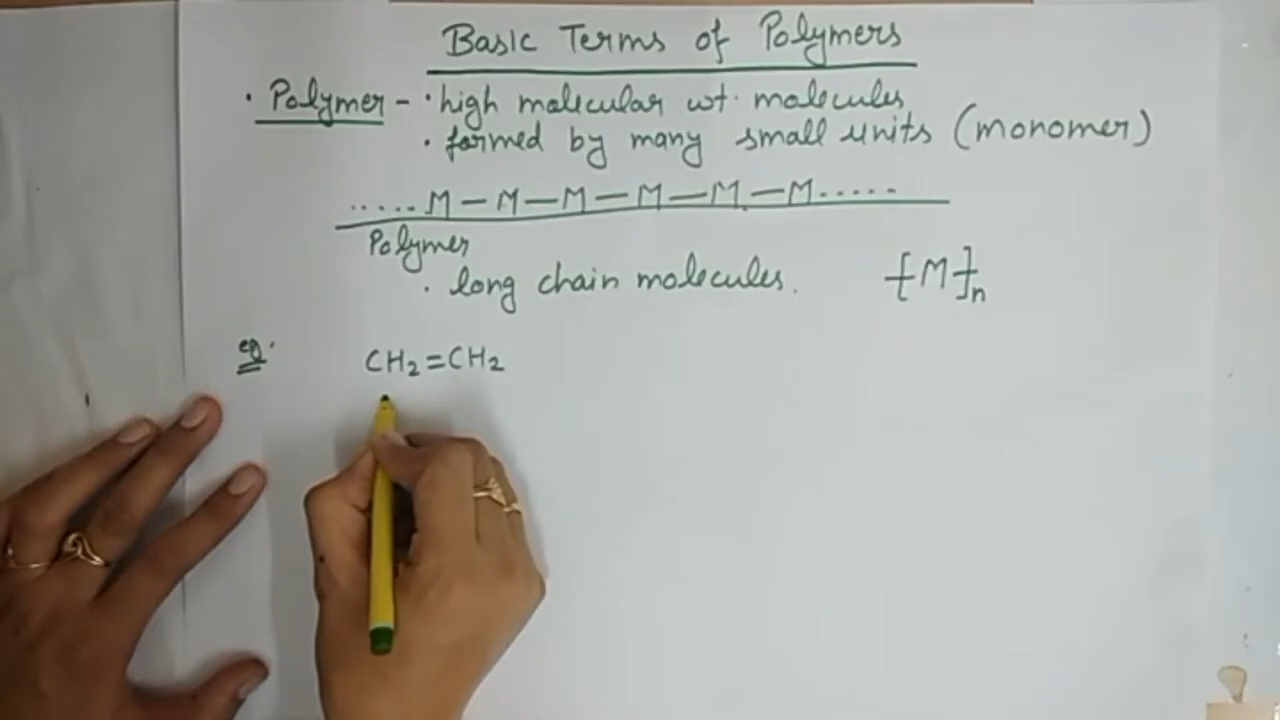 Basic Terms of Polymers
· Polymer - · high molecular wt. molecules
· formed by many small units (monomer)
.....M—M—M—M—M—M.....
Polymer
· long chain molecules. [M]n
eg. CH2=CH2